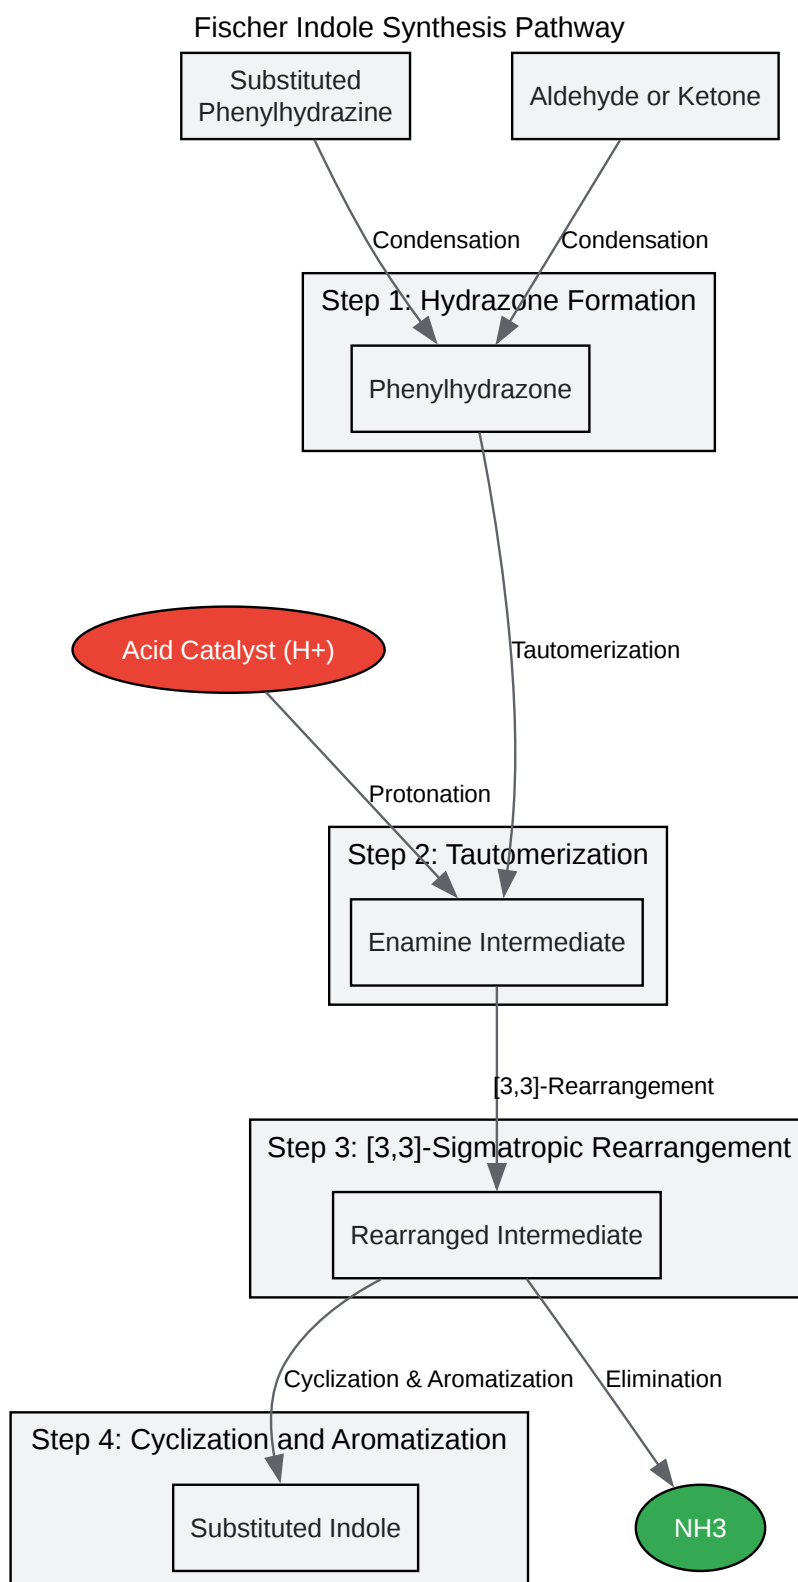 Fischer Indole Synthesis Pathway
Substituted
Phenylhydrazine
Aldehyde or Ketone
Condensation
Condensation
Step 1: Hydrazone Formation
Phenylhydrazone
Acid Catalyst (H+)
Tautomerization
Protonation
Step 2: Tautomerization
Enamine Intermediate
[3,3]-Rearrangement
Step 3: [3,3]-Sigmatropic Rearrangement
Rearranged Intermediate
Cyclization & Aromatization
Elimination
Step 4: Cyclization and Aromatization
Substituted Indole
NH3